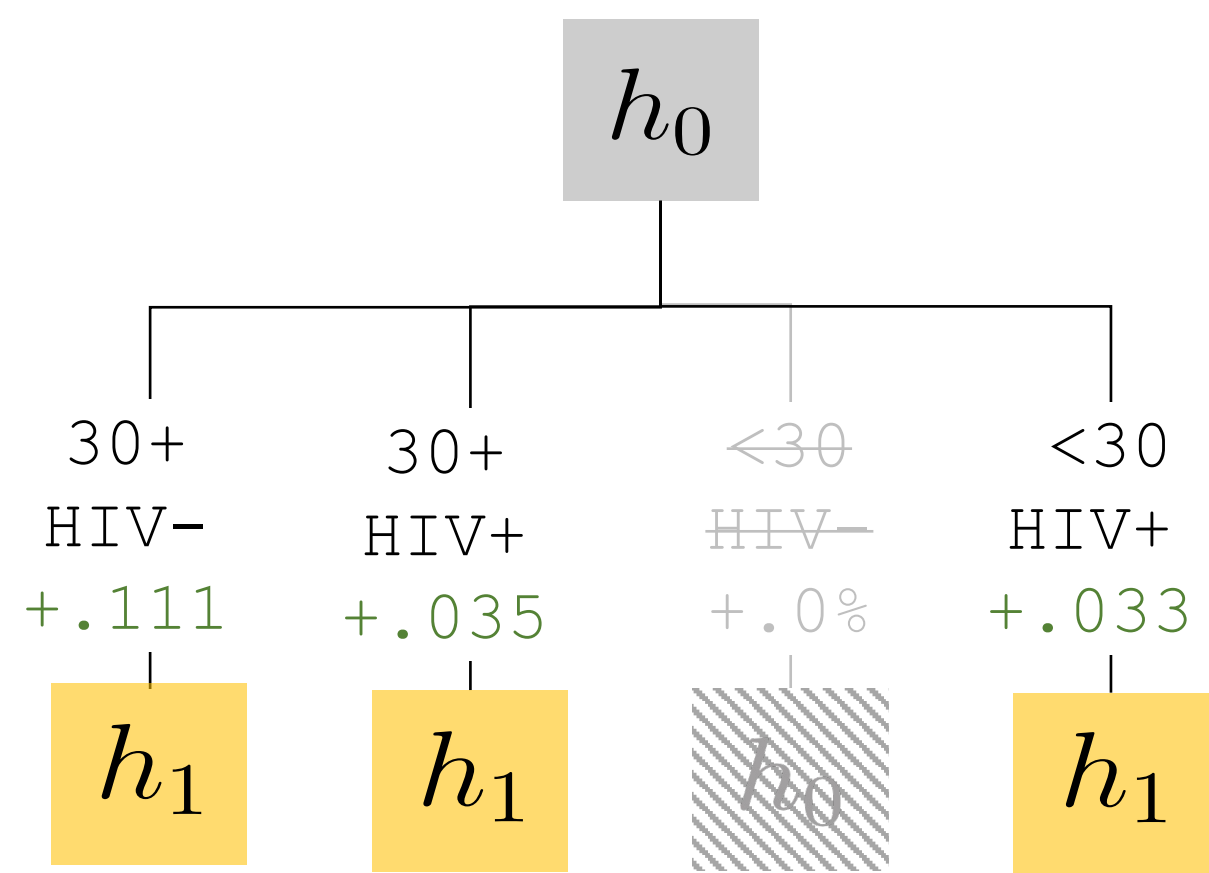 h₀
30+
HIV-
+.111
h₁
30+
HIV+
+.035
h₁
<30
HIV-
+.0%
h₀
<30
HIV+
+.033
h₁